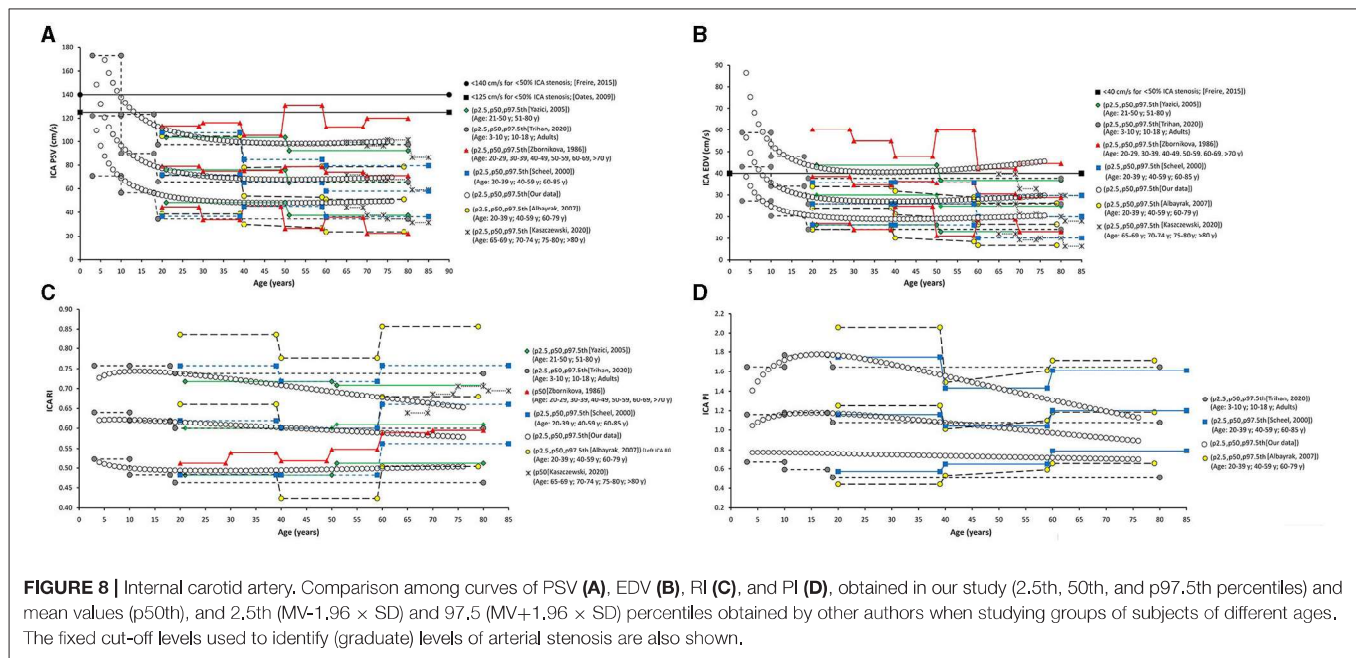 A
180
160
140
120
100
80
60
40
20
0
ICA PSV (cm/s)
0 10 20 30 40 50 60 70 80 90
Age (years)
<140 cm/s for <50% ICA stenosis; [Freire, 2015])
<125 cm/s for <50% ICA stenosis; [Oates, 2009])
(p2.5,p50,p97.5th [Yazici, 2005])
(Age: 21-50 y; 51-80 y)
(p2.5,p50,p97.5th[Trihan, 2020])
(Age: 3-10 y; 10-18 y; Adults)
(p2.5,p50,p97.5th [Zbornikova, 1986])
(Age: 20-29, 30-39, 40-49, 50-59, 60-69, >70 y)
(p2.5,p50,p97.5th [Scheel, 2000])
(Age: 20-39 y; 40-59 y; 60-85 y)
(p2.5,p50,p97.5th [Our data])
(p2.5,p50,p97.5th [Albayrak, 2007])
(Age: 20-39 y; 40-59 y; 60-79 y)
(p2.5,p50,p97.5th [Kaszczewski, 2020])
(Age: 65-69 y; 70-74 y; 75-80y; >80 y)
B
90
80
70
60
50
40
30
20
10
0
ICA EDV (cm/s)
0 5 10 15 20 25 30 35 40 45 50 55 60 65 70 75 80 85
Age (years)
<40 cm/s for <50% ICA stenosis; [Freire, 2015])
(p2.5,p50,p97.5th [Yazici, 2005])
(Age: 21-50 y; 51-80 y)
(p2.5,p50,p97.5th [Trihan, 2020])
(Age: 3-10 y; 10-18 y; Adults)
(p2.5,p50,p97.5th [Zbornikova, 1986])
(Age: 20-29, 30-39, 40-49, 50-59, 60-69, >70 y)
(p2.5,p50,p97.5th [Scheel, 2000])
(Age: 20-39 y; 40-59 y; 60-85 y)
(p2.5,p50,p97.5th [Our data])
(p2.5,p50,p97.5th [Albayrak, 2007])
(Age: 20-39 y; 40-59 y; 60-79 y)
(p2.5,p50,p97.5th [Kaszczewski, 2020])
(Age: 65-69 y; 70-74 y; 75-80y; >80 y)
C
0.90
0.85
0.80
0.75
0.70
0.65
0.60
0.55
0.50
0.45
0.40
ICA RI
0 5 10 15 20 25 30 35 40 45 50 55 60 65 70 75 80 85
Age (years)
(p2.5,p50,p97.5th [Yazici, 2005])
(Age: 21-50 y; 51-80 y)
(p2.5,p50,p97.5th [Trihan, 2020])
(Age: 3-10 y; 10-18 y; Adults)
(p50[Zbornikova, 1986])
(Age: 20-29, 30-39, 40-49, 50-59, 60-69, >70 y)
(p2.5,p50,p97.5th [Scheel, 2000])
(Age: 20-39 y; 40-59 y; 60-85 y)
(p2.5,p50,p97.5th [Our data])
(p2.5,p50,p97.5th [Albayrak, 2007])
(Age: 20-39 y; 40-59 y; 60-79 y)
(p50[Kaszczewski, 2020])
(Age: 65-69 y; 70-74 y; 75-80y; >80 y)
D
2.2
2.0
1.8
1.6
1.4
1.2
1.0
0.8
0.6
0.4
0.2
0.0
ICA PI
0 5 10 15 20 25 30 35 40 45 50 55 60 65 70 75 80 85
Age (years)
(p2.5,p50,p97.5th [Trihan, 2020])
(Age: 3-10 y; 10-18 y; Adults)
(p2.5,p50,p97.5th [Scheel, 2000])
(Age: 20-39 y; 40-59 y; 60-85 y)
(p2.5,p50,p97.5th [Our data])
(p2.5,p50,p97.5th [Albayrak, 2007])
(Age: 20-39 y; 40-59 y; 60-79 y)
FIGURE 8 | Internal carotid artery. Comparison among curves of PSV (A), EDV (B), RI (C), and PI (D), obtained in our study (2.5th, 50th, and p97.5th percentiles) and
mean values (p50th), and 2.5th (MV-1.96 × SD) and 97.5 (MV+1.96 × SD) percentiles obtained by other authors when studying groups of subjects of different ages.
The fixed cut-off levels used to identify (graduate) levels of arterial stenosis are also shown.